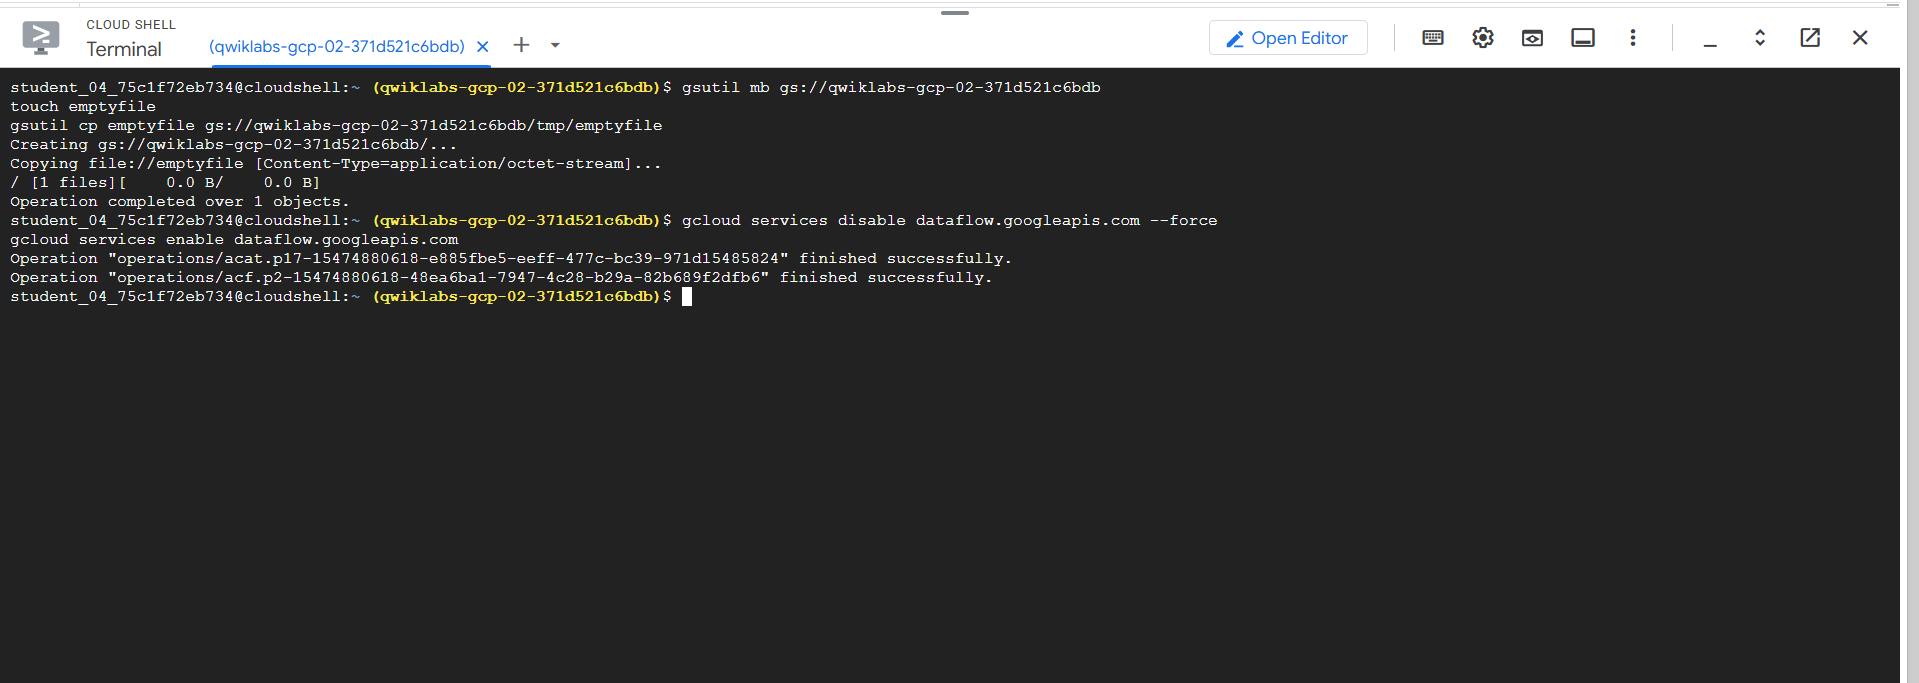 CLOUD SHELL
Terminal
(qwiklabs-gcp-02-371d521c6bdb)
Open Editor
student_04_75c1f72eb734@cloudshell:~ (qwiklabs-gcp-02-371d521c6bdb)$ gsutil mb gs://qwiklabs-gcp-02-371d521c6bdb
touch emptyfile
gsutil cp emptyfile gs://qwiklabs-gcp-02-371d521c6bdb/tmp/emptyfile
Creating gs://qwiklabs-gcp-02-371d521c6bdb/...
Copying file://emptyfile [Content-Type=application/octet-stream]...
/ [1 files][    0.0 B/    0.0 B]
Operation completed over 1 objects.
student_04_75c1f72eb734@cloudshell:~ (qwiklabs-gcp-02-371d521c6bdb)$ gcloud services disable dataflow.googleapis.com --force
gcloud services enable dataflow.googleapis.com
Operation "operations/acat.p17-15474880618-e885fbe5-eeff-477c-bc39-971d15485824" finished successfully.
Operation "operations/acf.p2-15474880618-48ea6ba1-7947-4c28-b29a-82b689f2dfb6" finished successfully.
student_04_75c1f72eb734@cloudshell:~ (qwiklabs-gcp-02-371d521c6bdb)$